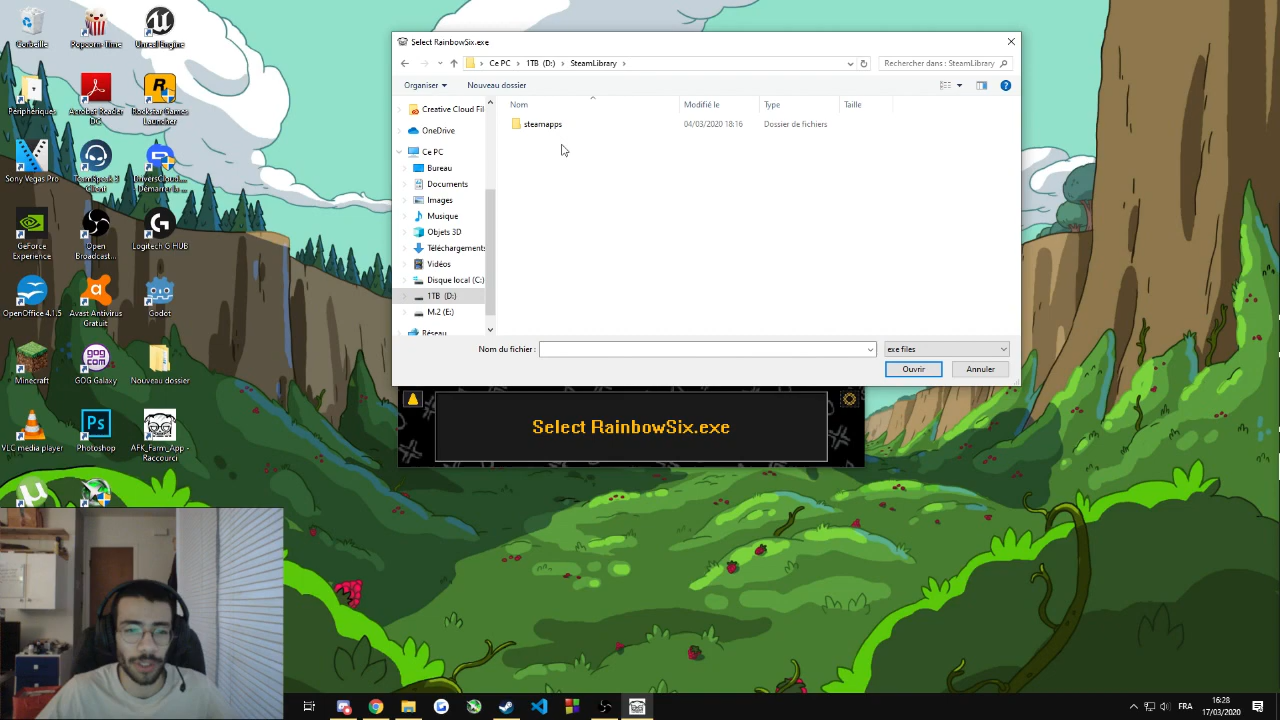 Corbeille
Popcorn-Time
Unreal Engine
Périphériques
Acrobat Reader DC
Rockstar Games Launcher
Sony Vegas Pro
TeamSpeak 3 Client
DriversCloud... Démarrer la ...
GeForce Experience
Open Broadcast...
Logitech G HUB
OpenOffice 4.1.5
Avast Antivirus Gratuit
Godot
Minecraft
GOG Galaxy
Nouveau dossier
VLC media player
Photoshop
AFK_Farm_App - Raccourci
Select RainbowSix.exe
Ce PC > 1TB (D:) > SteamLibrary >
Rechercher dans : SteamLibrary
Organiser
Nouveau dossier
Nom
Modifié le
Type
Taille
steamapps
04/03/2020 18:16
Dossier de fichiers
Creative Cloud Fil
OneDrive
Ce PC
Bureau
Documents
Images
Musique
Objets 3D
Téléchargements
Vidéos
Disque local (C:)
1TB (D:)
M.2 (E:)
Réseau
Nom du fichier :
exe files
Ouvrir
Annuler
Select RainbowSix.exe
FRA
16:28
17/03/2020